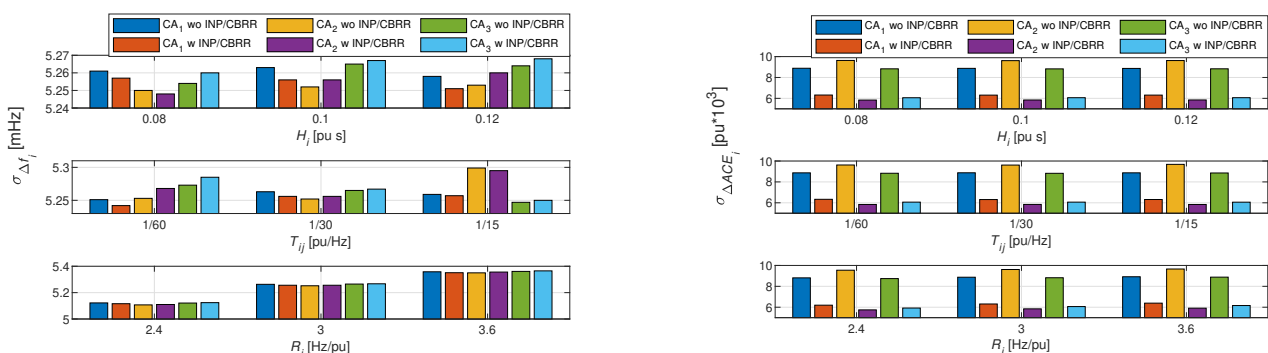 CA1 wo INP/CBRR CA2 wo INP/CBRR CA3 wo INP/CBRR
CA1 w INP/CBRR CA2 w INP/CBRR CA3 w INP/CBRR
5.27
5.26
5.25
5.24
0.08 0.1 0.12
Hi [pu s]
σΔfi [mHz]
5.3
5.25
1/60 1/30 1/15
Tij [pu/Hz]
5.4
5.2
5
2.4 3 3.6
Ri [Hz/pu]
CA1 wo INP/CBRR CA2 wo INP/CBRR CA3 wo INP/CBRR
CA1 w INP/CBRR CA2 w INP/CBRR CA3 w INP/CBRR
10
8
6
0.08 0.1 0.12
Hi [pu s]
σΔACEi [pu*10^3]
10
8
6
1/60 1/30 1/15
Tij [pu/Hz]
10
8
6
2.4 3 3.6
Ri [Hz/pu]